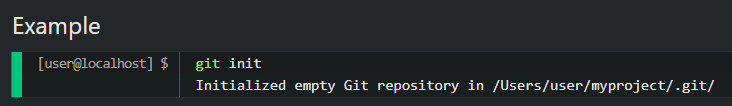 Example
[user@localhost] $ git init
Initialized empty Git repository in /Users/user/myproject/.git/